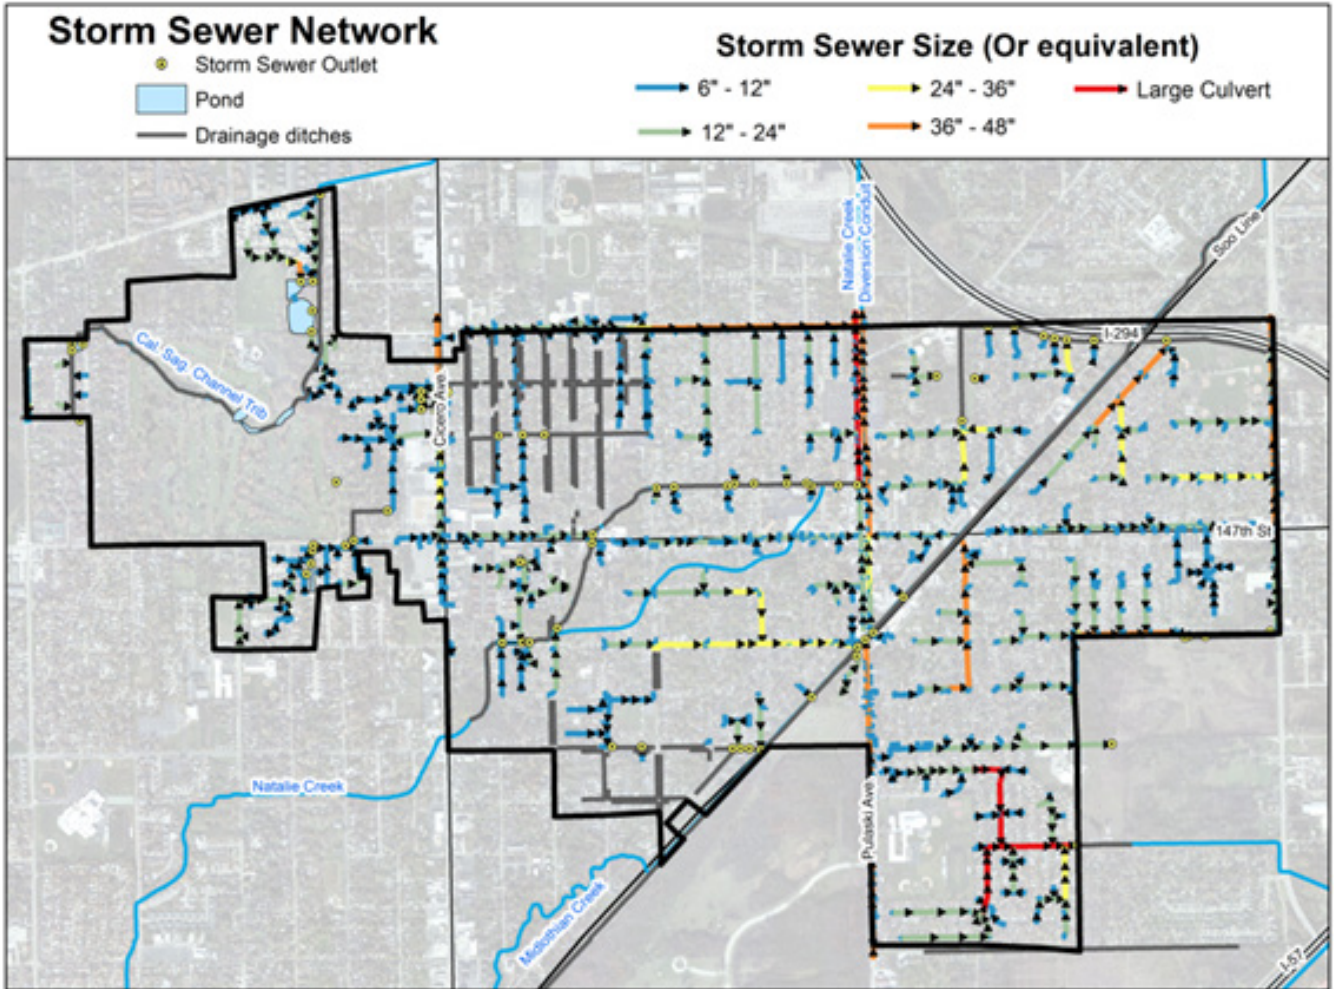 Storm Sewer Network
Storm Sewer Outlet
Pond
Drainage ditches
Storm Sewer Size (Or equivalent)
6" - 12"
24" - 36"
Large Culvert
12" - 24"
36" - 48"
Natalie Creek
Diversion Conduit
Soo Line
I-294
Cal. Sag. Channel Trib
Cicero Ave
147th St
Natalie Creek
Pulaski Ave
Midlothian Creek
I-57